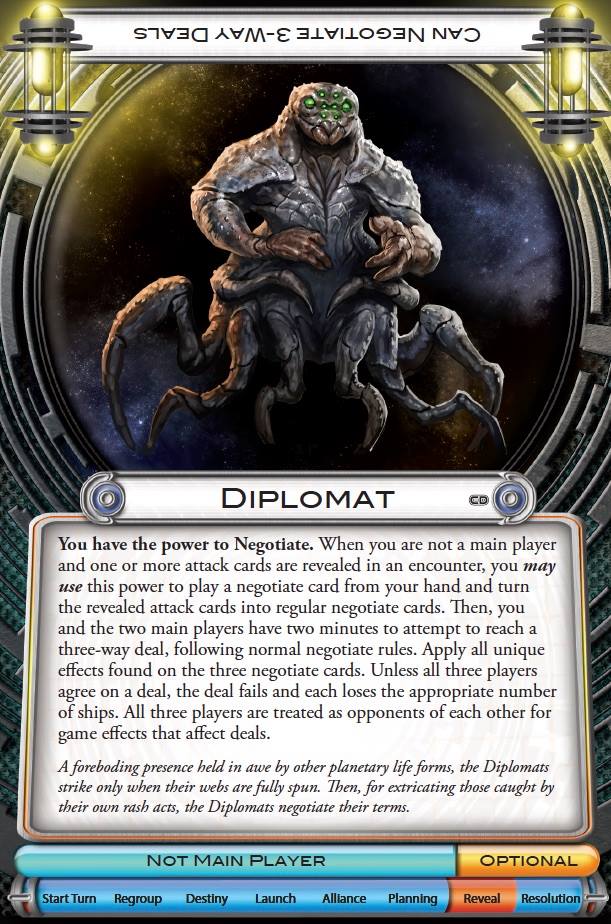 Can Negotiate 3-Way Deals
Diplomat
CD
You have the power to Negotiate. When you are not a main player
and one or more attack cards are revealed in an encounter, you may
use this power to play a negotiate card from your hand and turn
the revealed attack cards into regular negotiate cards. Then, you
and the two main players have two minutes to attempt to reach a
three-way deal, following normal negotiate rules. Apply all unique
effects found on the three negotiate cards. Unless all three players
agree on a deal, the deal fails and each loses the appropriate number
of ships. All three players are treated as opponents of each other for
game effects that affect deals.
A foreboding presence held in awe by other planetary life forms, the Diplomats
strike only when their webs are fully spun. Then, for extricating those caught by
their own rash acts, the Diplomats negotiate their terms.
Not Main Player Optional
Start Turn Regroup Destiny Launch Alliance Planning Reveal Resolution